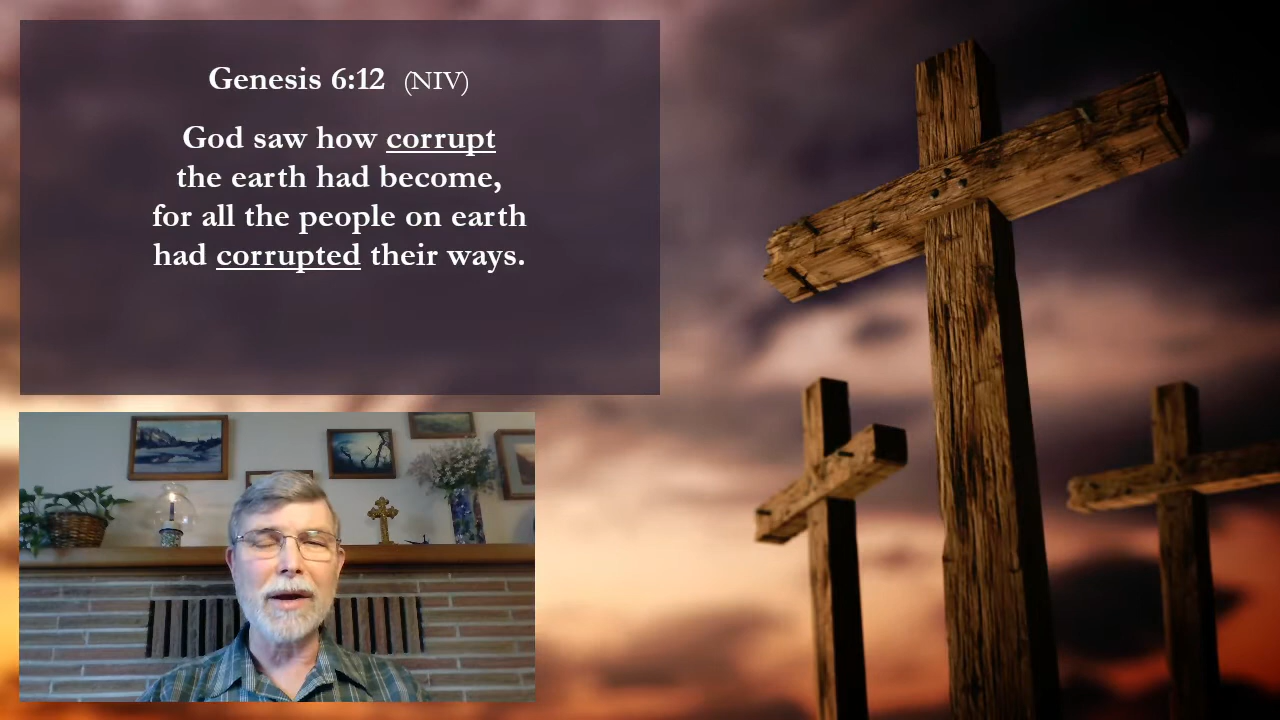 Genesis 6:12 (NIV)
God saw how corrupt
the earth had become,
for all the people on earth
had corrupted their ways.